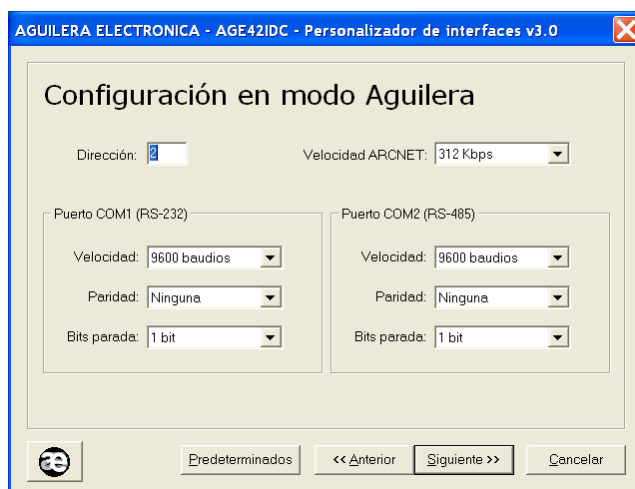 AGUILERA ELECTRONICA - AGE42IDC - Personalizador de interfaces v3.0
Configuración en modo Aguilera
Dirección: 2 Velocidad ARCNET: 312 Kbps
Puerto COM1 (RS-232) Puerto COM2 (RS-485)
Velocidad: 9600 baudios Velocidad: 9600 baudios
Paridad: Ninguna Paridad: Ninguna
Bits parada: 1 bit Bits parada: 1 bit
æ Predeterminados << Anterior Siguiente >> Cancelar